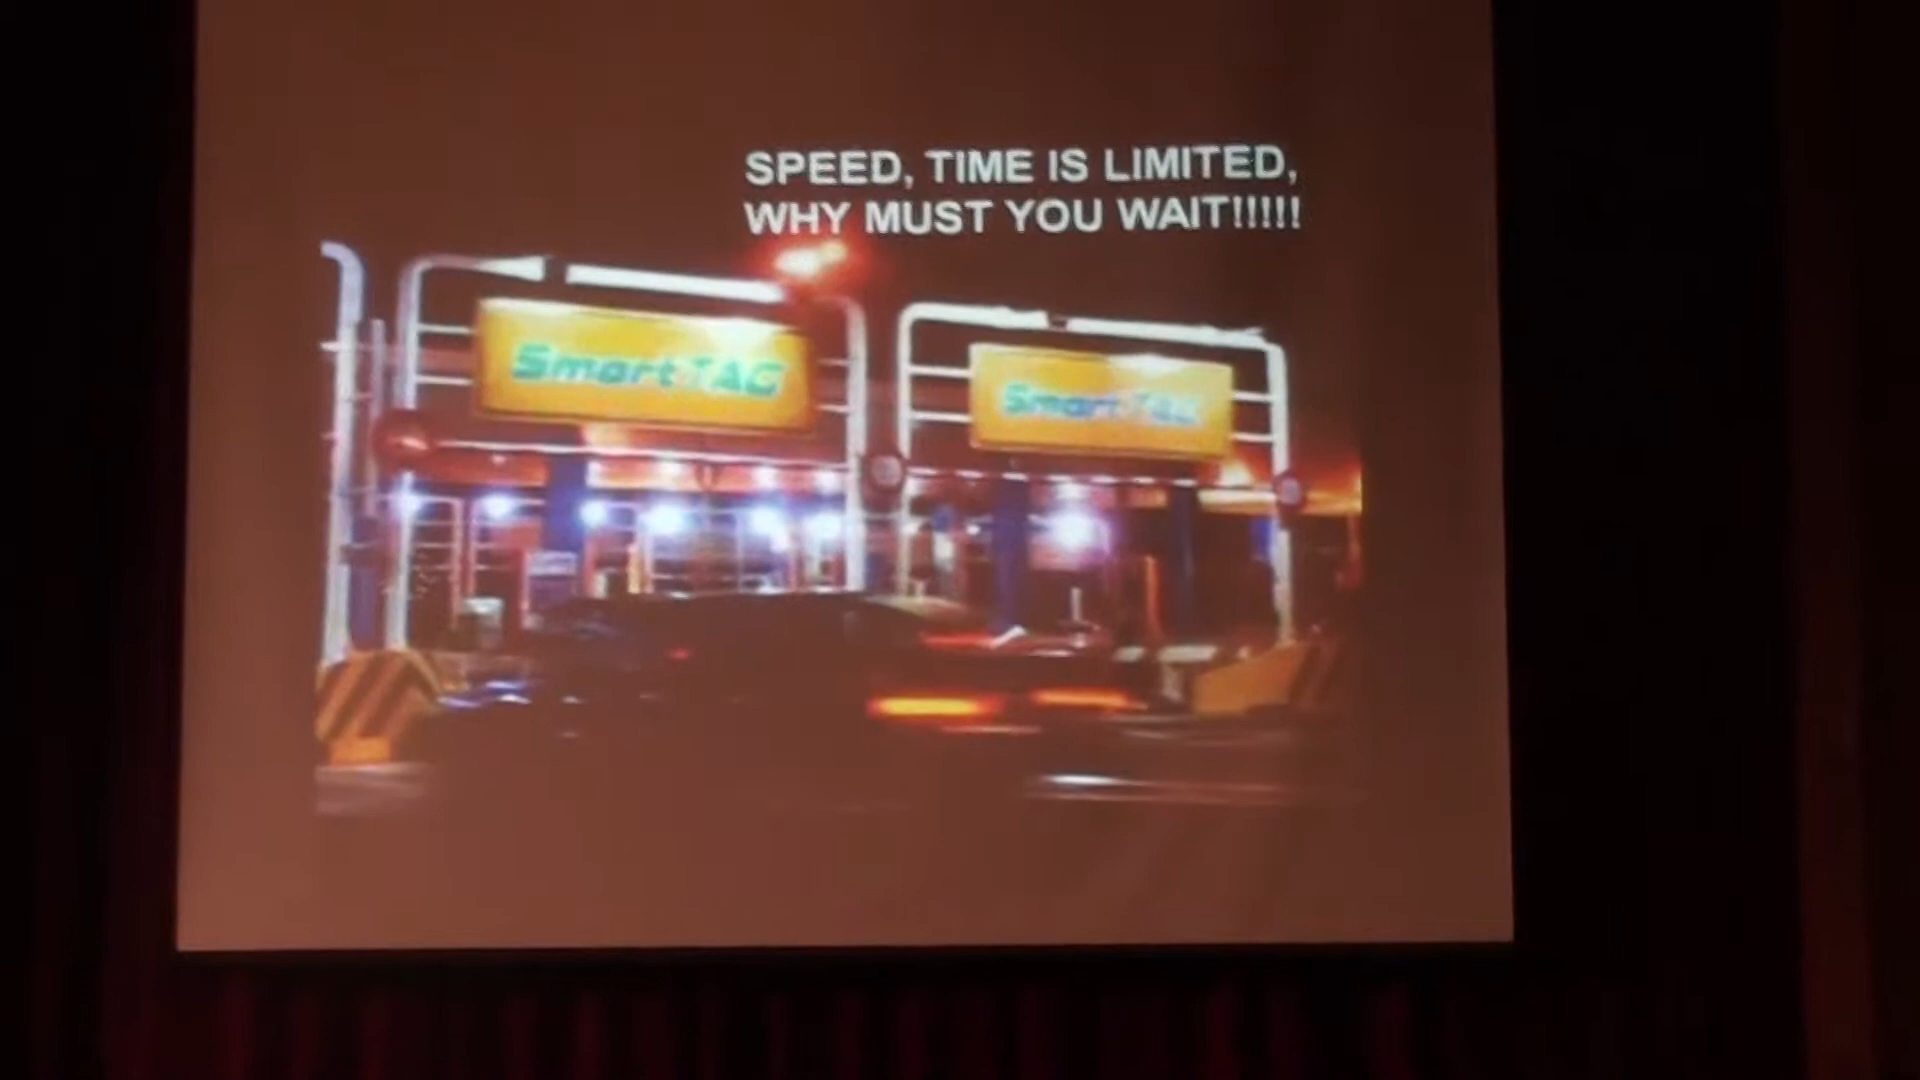 SPEED, TIME IS LIMITED,
WHY MUST YOU WAIT!!!!!
SmartTAG
SmartTAG